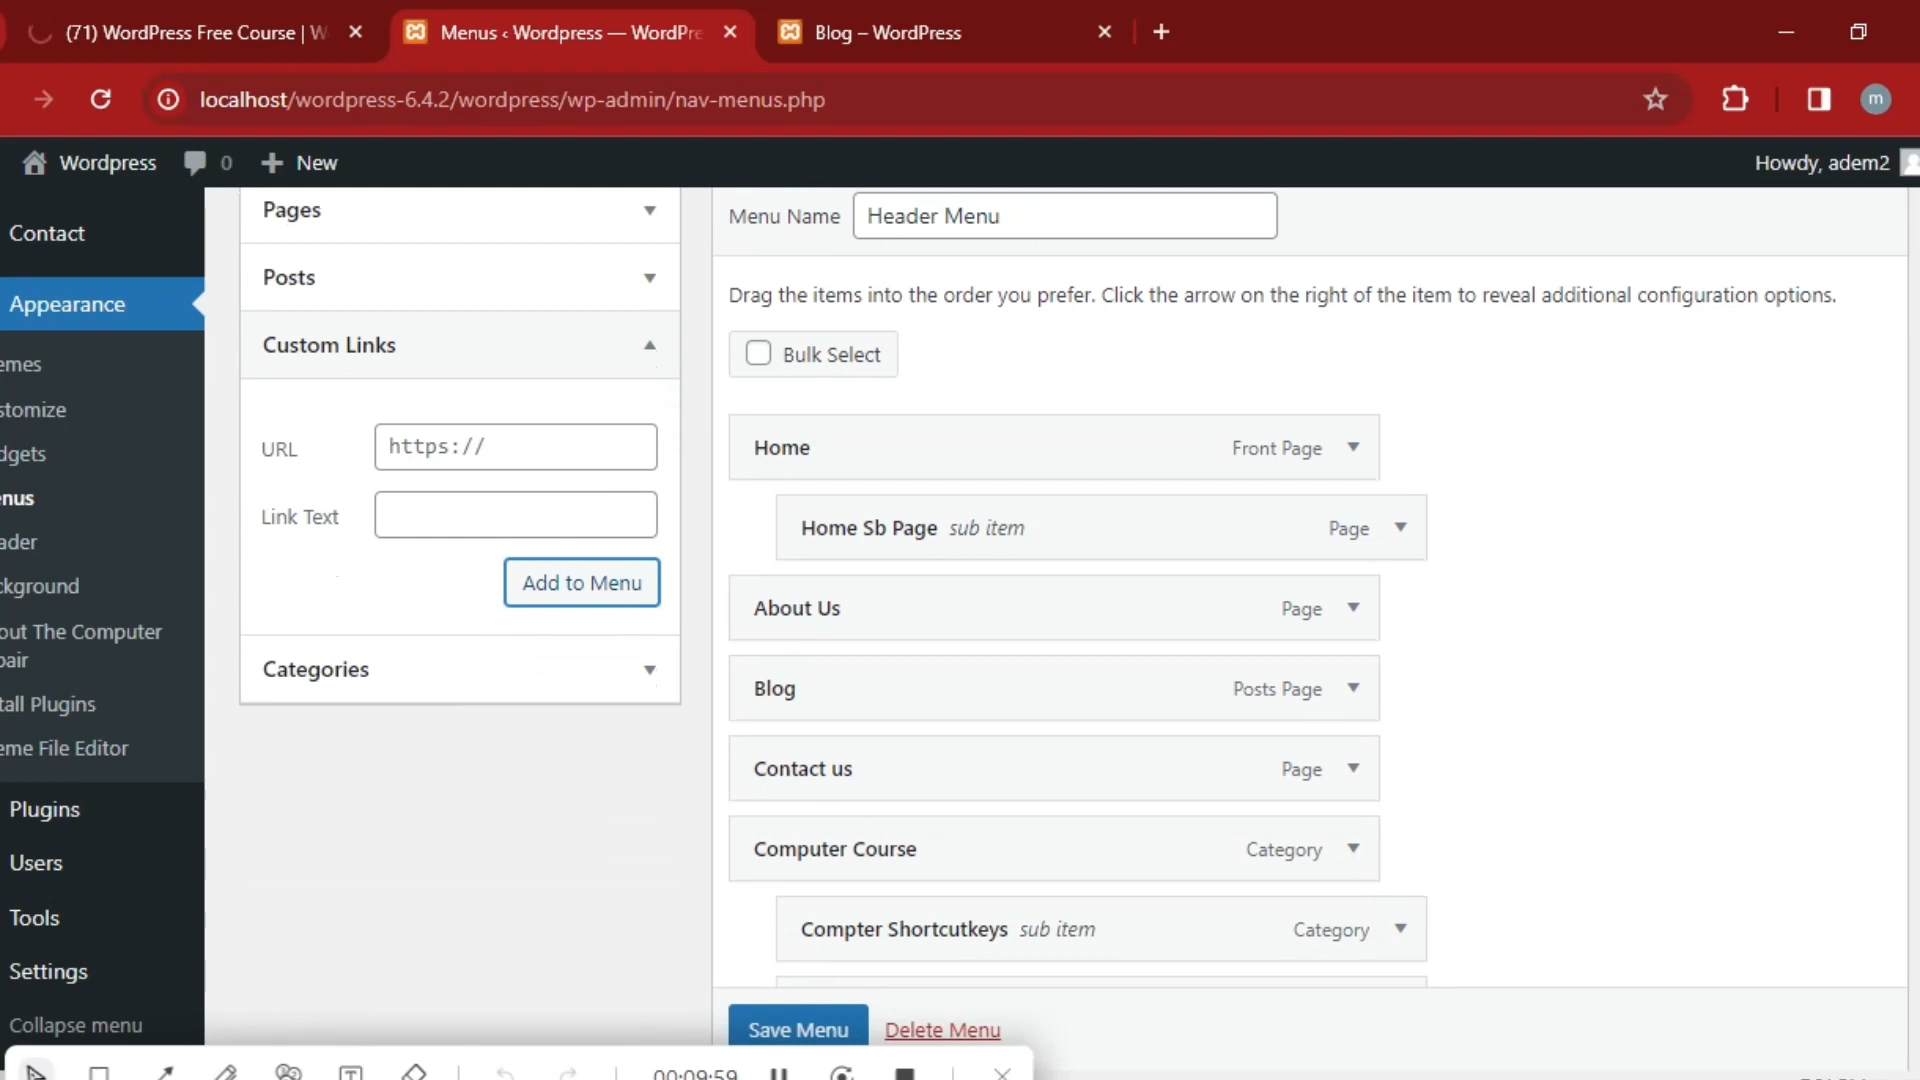 (71) WordPress Free Course | W
Menus ‹ Wordpress — WordPre
Blog – WordPress
localhost/wordpress-6.4.2/wordpress/wp-admin/nav-menus.php
m
Wordpress
0
New
Howdy, adem2
Contact
Appearance
emes
stomize
dgets
enus
ader
ckground
out The Computer
pair
tall Plugins
eme File Editor
Plugins
Users
Tools
Settings
Collapse menu
Pages
Posts
Custom Links
URL
https://
Link Text
Add to Menu
Categories
Menu Name
Header Menu
Drag the items into the order you prefer. Click the arrow on the right of the item to reveal additional configuration options.
Bulk Select
Home
Front Page
Home Sb Page sub item
Page
About Us
Page
Blog
Posts Page
Contact us
Page
Computer Course
Category
Compter Shortcutkeys sub item
Category
Save Menu
Delete Menu
00:09:59